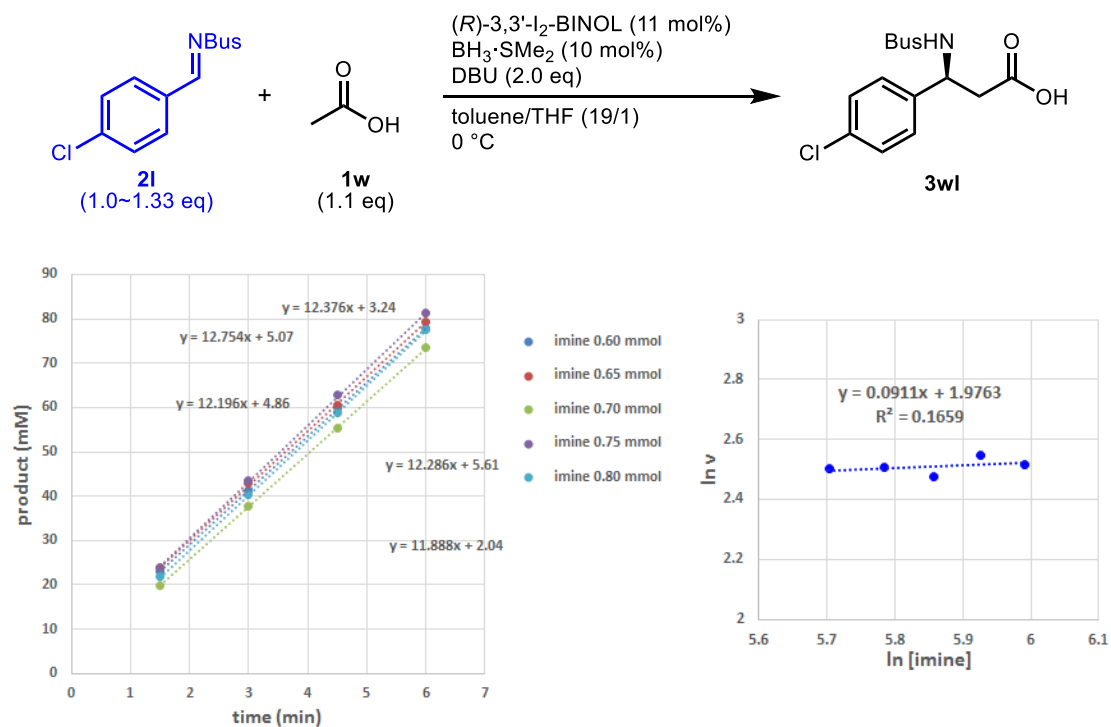 NBus
Cl
2l
(1.0~1.33 eq)
+
O
OH
1w
(1.1 eq)
(R)-3,3'-I₂-BINOL (11 mol%)
BH₃·SMe₂ (10 mol%)
DBU (2.0 eq)
toluene/THF (19/1)
0 °C
BusHN
O
OH
Cl
3wl
90
80
70
60
50
40
30
20
10
0
product (mM)
0 1 2 3 4 5 6 7
time (min)
y = 12.376x + 3.24
y = 12.754x + 5.07
y = 12.196x + 4.86
y = 12.286x + 5.61
y = 11.888x + 2.04
imine 0.60 mmol
imine 0.65 mmol
imine 0.70 mmol
imine 0.75 mmol
imine 0.80 mmol
3
2.8
2.6
2.4
2.2
2
ln v
y = 0.0911x + 1.9763
R² = 0.1659
5.6 5.7 5.8 5.9 6 6.1
ln [imine]